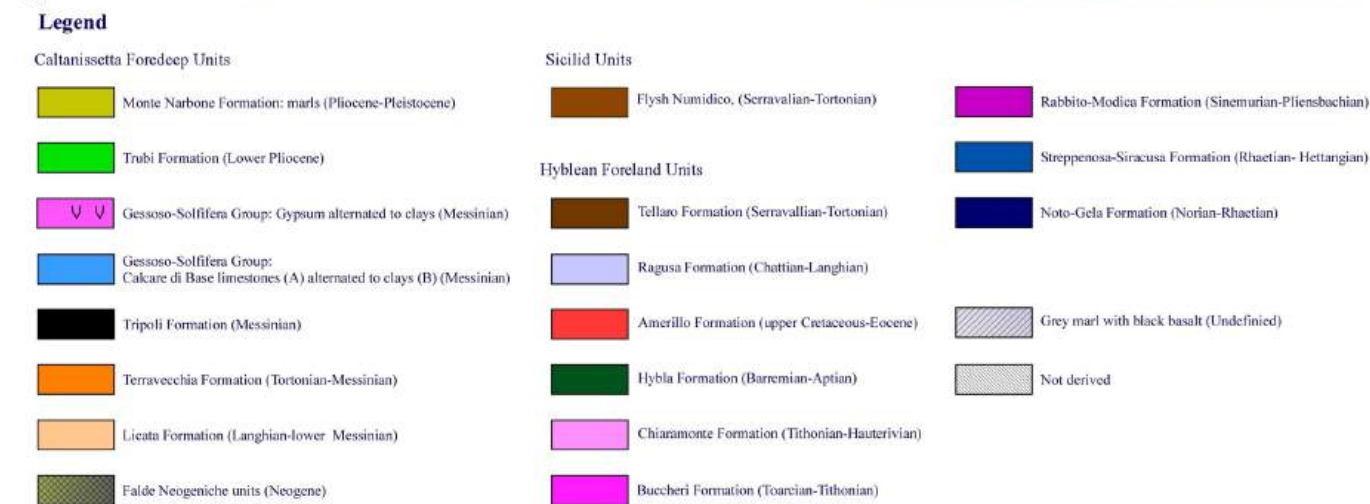 Legend
Caltanissetta Foredeep Units
Monte Narbone Formation: marls (Pliocene-Pleistocene)
Trubi Formation (Lower Pliocene)
V V
Gessoso-Solfifera Group: Gypsum alternated to clays (Messinian)
Gessoso-Solfifera Group:
Calcare di Base limestones (A) alternated to clays (B) (Messinian)
Tripoli Formation (Messinian)
Terravecchia Formation (Tortonian-Messinian)
Licata Formation (Langhian-lower Messinian)
Falde Neogeniche units (Neogene)
Sicilid Units
Flysh Numidico, (Serravalian-Tortonian)
Hyblean Foreland Units
Tellaro Formation (Serravallian-Tortonian)
Ragusa Formation (Chattian-Langhian)
Amerillo Formation (upper Cretaceous-Eocene)
Hybla Formation (Barremian-Aptian)
Chiaramonte Formation (Tithonian-Hauterivian)
Buccheri Formation (Toarcian-Tithonian)
Rabbito-Modica Formation (Sinemurian-Pliensbachian)
Streppenosa-Siracusa Formation (Rhaetian- Hettangian)
Noto-Gela Formation (Norian-Rhaetian)
Grey marl with black basalt (Undefinied)
Not derived